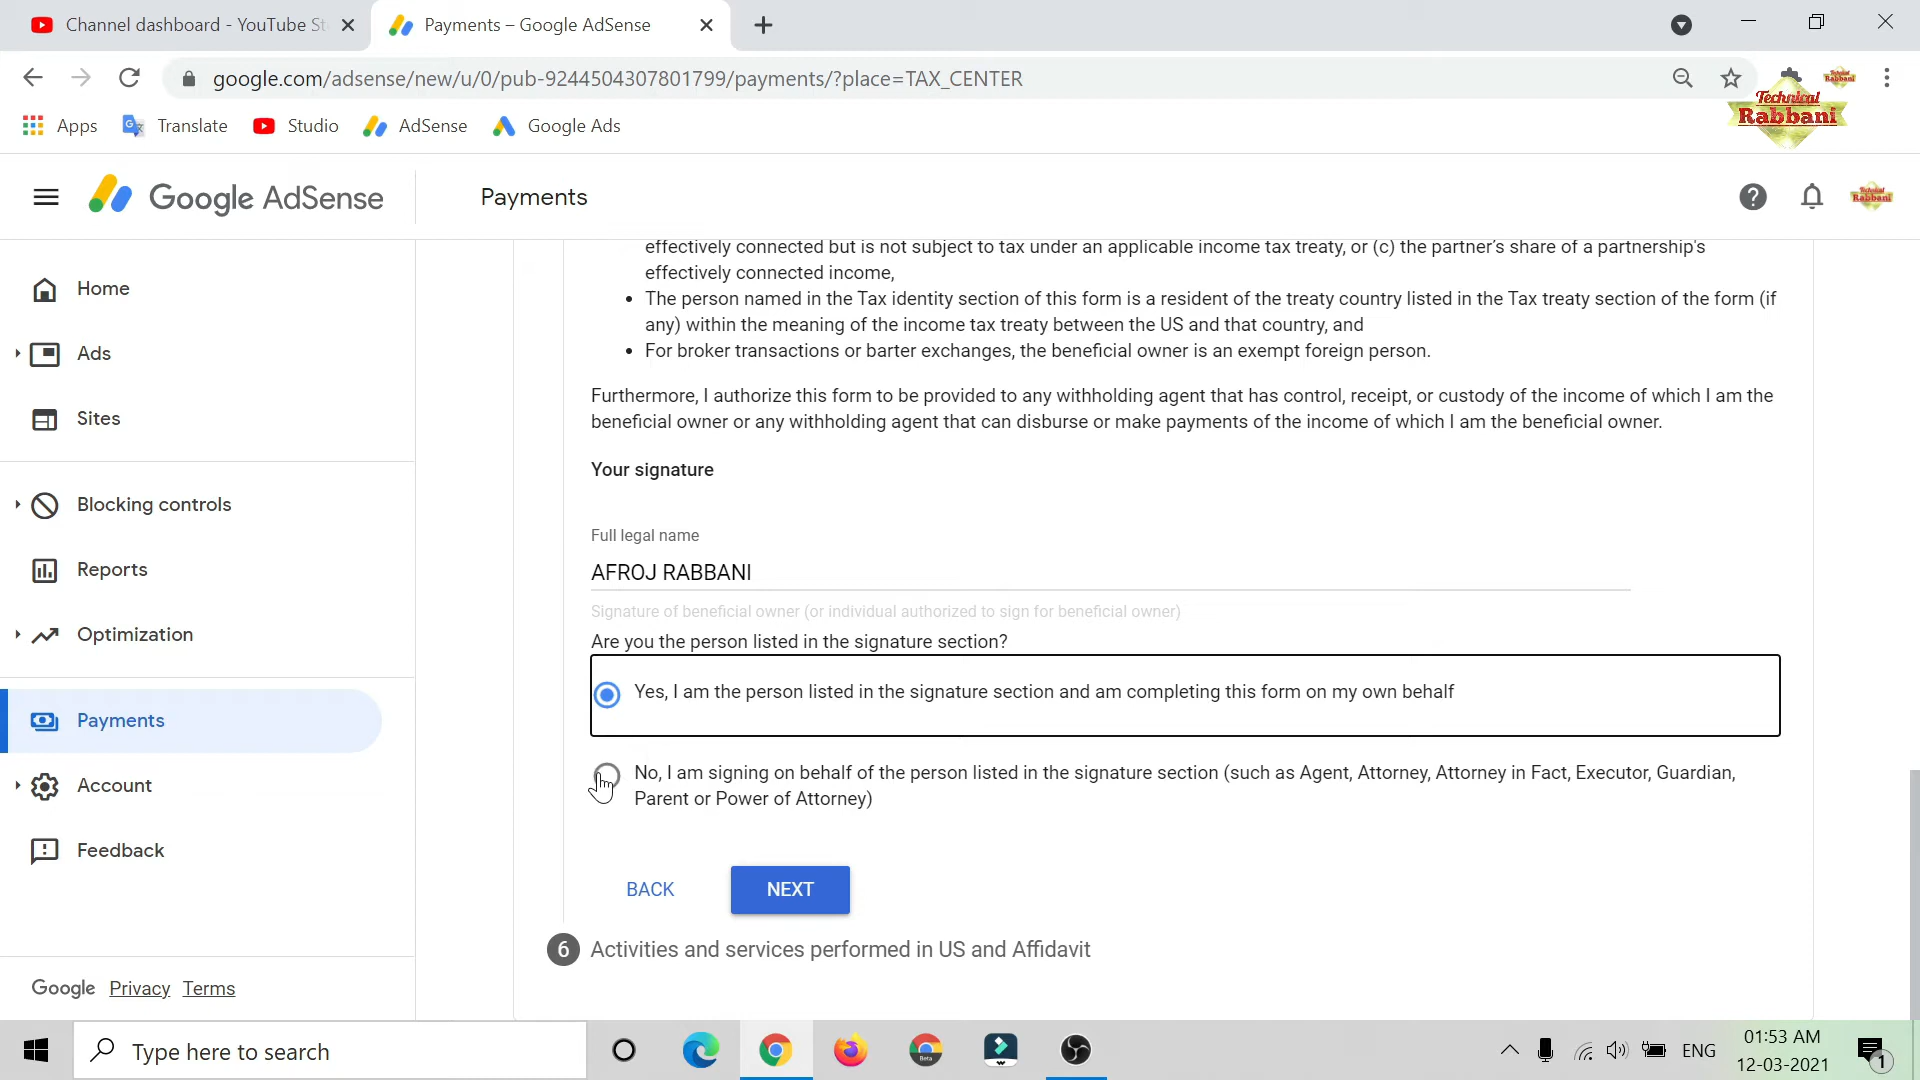 Channel dashboard - YouTube St
Payments – Google AdSense
google.com/adsense/new/u/0/pub-9244504307801799/payments/?place=TAX_CENTER
Technical
Rabbani
Apps
Translate
Studio
AdSense
Google Ads
Technical
Rabbani
Google AdSense
Payments
Technical
Rabbani
Home
Ads
Sites
Blocking controls
Reports
Optimization
Payments
Account
Feedback
Google Privacy Terms
effectively connected but is not subject to tax under an applicable income tax treaty, or (c) the partner's share of a partnership's
effectively connected income,
• The person named in the Tax identity section of this form is a resident of the treaty country listed in the Tax treaty section of the form (if
any) within the meaning of the income tax treaty between the US and that country, and
• For broker transactions or barter exchanges, the beneficial owner is an exempt foreign person.
Furthermore, I authorize this form to be provided to any withholding agent that has control, receipt, or custody of the income of which I am the
beneficial owner or any withholding agent that can disburse or make payments of the income of which I am the beneficial owner.
Your signature
Full legal name
AFROJ RABBANI
Signature of beneficial owner (or individual authorized to sign for beneficial owner)
Are you the person listed in the signature section?
Yes, I am the person listed in the signature section and am completing this form on my own behalf
No, I am signing on behalf of the person listed in the signature section (such as Agent, Attorney, Attorney in Fact, Executor, Guardian,
Parent or Power of Attorney)
BACK
NEXT
6 Activities and services performed in US and Affidavit
Type here to search
Beta
ENG
01:53 AM
12-03-2021
1